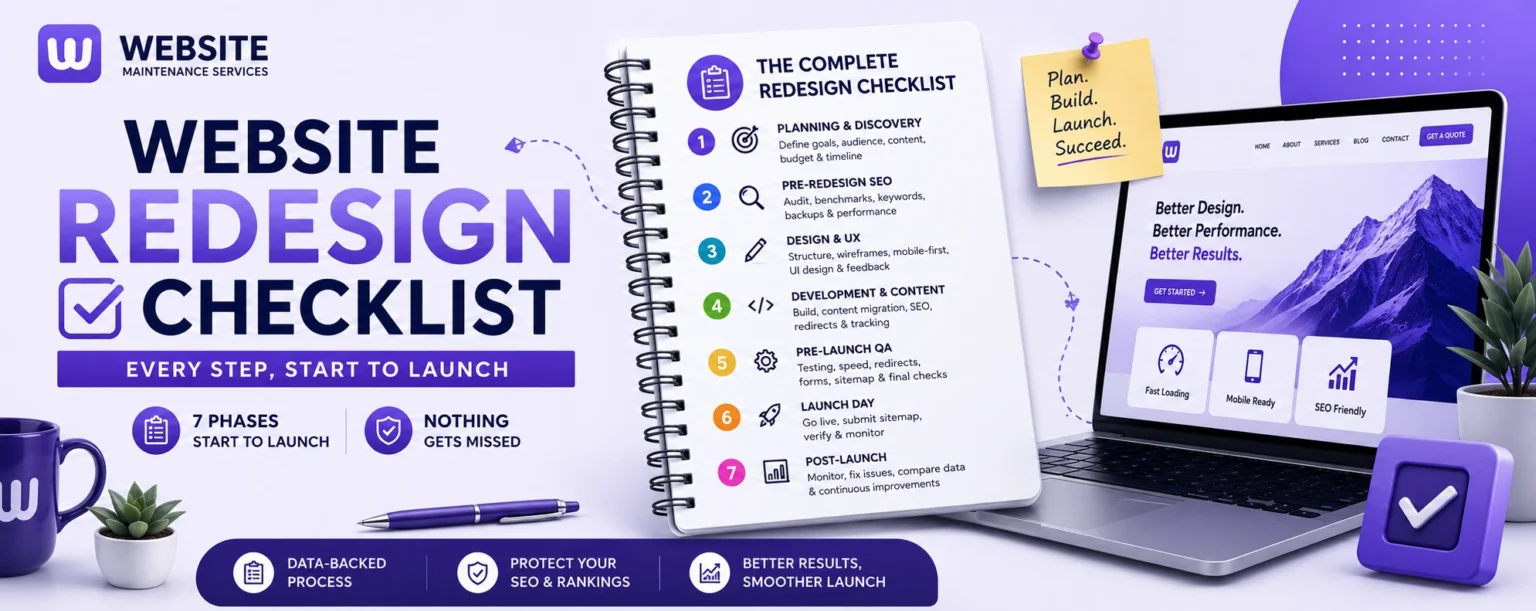 W
WEBSITE
MAINTENANCE SERVICES
WEBSITE
REDESIGN
CHECKLIST
EVERY STEP, START TO LAUNCH
7 PHASES
START TO LAUNCH
NOTHING
GETS MISSED
W
THE COMPLETE
REDESIGN CHECKLIST
1
PLANNING & DISCOVERY
Define goals, audience, content,
budget & timeline
2
PRE-REDESIGN SEO
Audit, benchmarks, keywords,
backups & performance
3
DESIGN & UX
Structure, wireframes, mobile-first,
UI design & feedback
4
</>
DEVELOPMENT & CONTENT
Build, content migration, SEO,
redirects & tracking
5
PRE-LAUNCH QA
Testing, speed, redirects,
forms, sitemap & final checks
6
LAUNCH DAY
Go live, submit sitemap,
verify & monitor
7
POST-LAUNCH
Monitor, fix issues, compare data
& continuous improvements
Plan.
Build.
Launch.
Succeed.
W
HOME ABOUT SERVICES BLOG CONTACT GET A QUOTE
Better Design.
Better Performance.
Better Results.
GET STARTED →
Fast Loading
Mobile Ready
SEO Friendly
DATA-BACKED
PROCESS
PROTECT YOUR
SEO & RANKINGS
BETTER RESULTS,
SMOOTHER LAUNCH